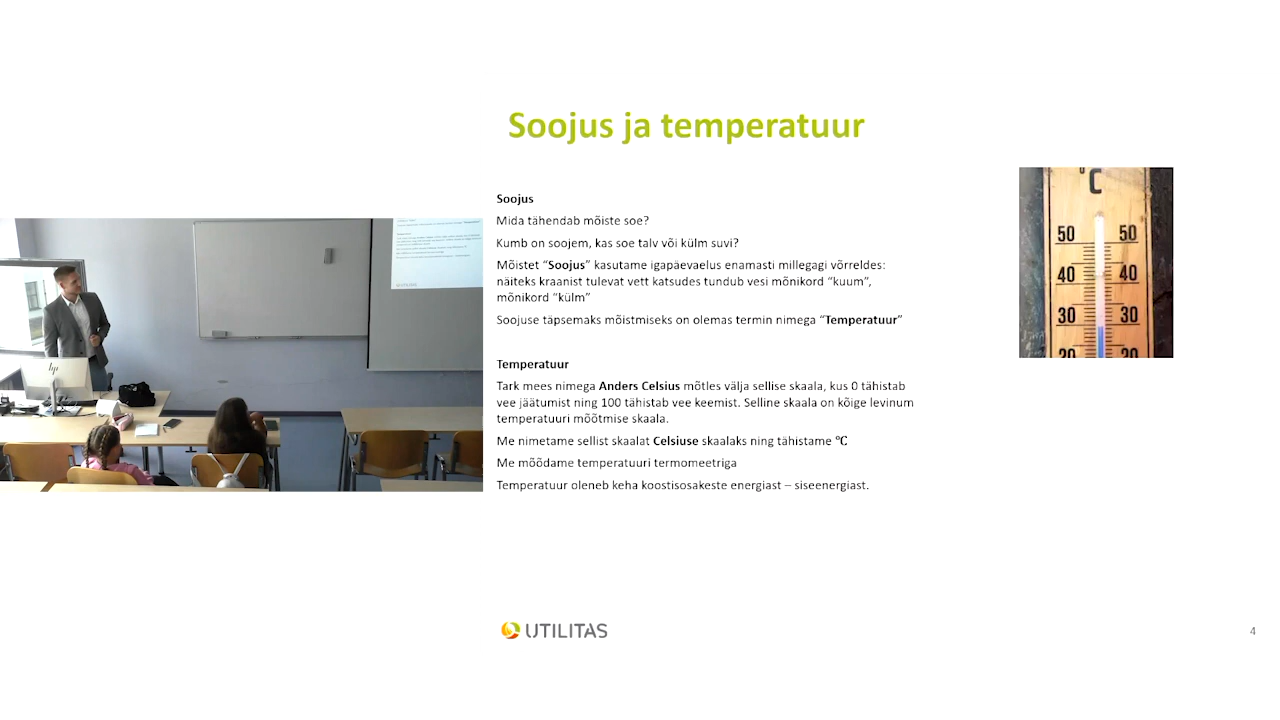 Soojus ja temperatuur
Soojus
Mida tähendab mõiste soe?
Kumb on soojem, kas soe talv või külm suvi?
Mõistet “Soojus” kasutame igapäevaelus enamasti millegagi võrreldes:
näiteks kraanist tulevat vett katsudes tundub vesi mõnikord “kuum”,
mõnikord “külm”
Soojuse täpsemaks mõistmiseks on olemas termin nimega “Temperatuur”
Temperatuur
Tark mees nimega Anders Celsius mõtles välja sellise skaala, kus 0 tähistab
vee jäätumist ning 100 tähistab vee keemist. Selline skaala on kõige levinum
temperatuuri mõõtmise skaala.
Me nimetame sellist skaalat Celsiuse skaalaks ning tähistame °C
Me mõõdame temperatuuri termomeetriga
Temperatuur oleneb keha koostisosakeste energiast – siseenergiast.
°C
50 50
40 40
30 30
20 20
hp
UTILITAS
4